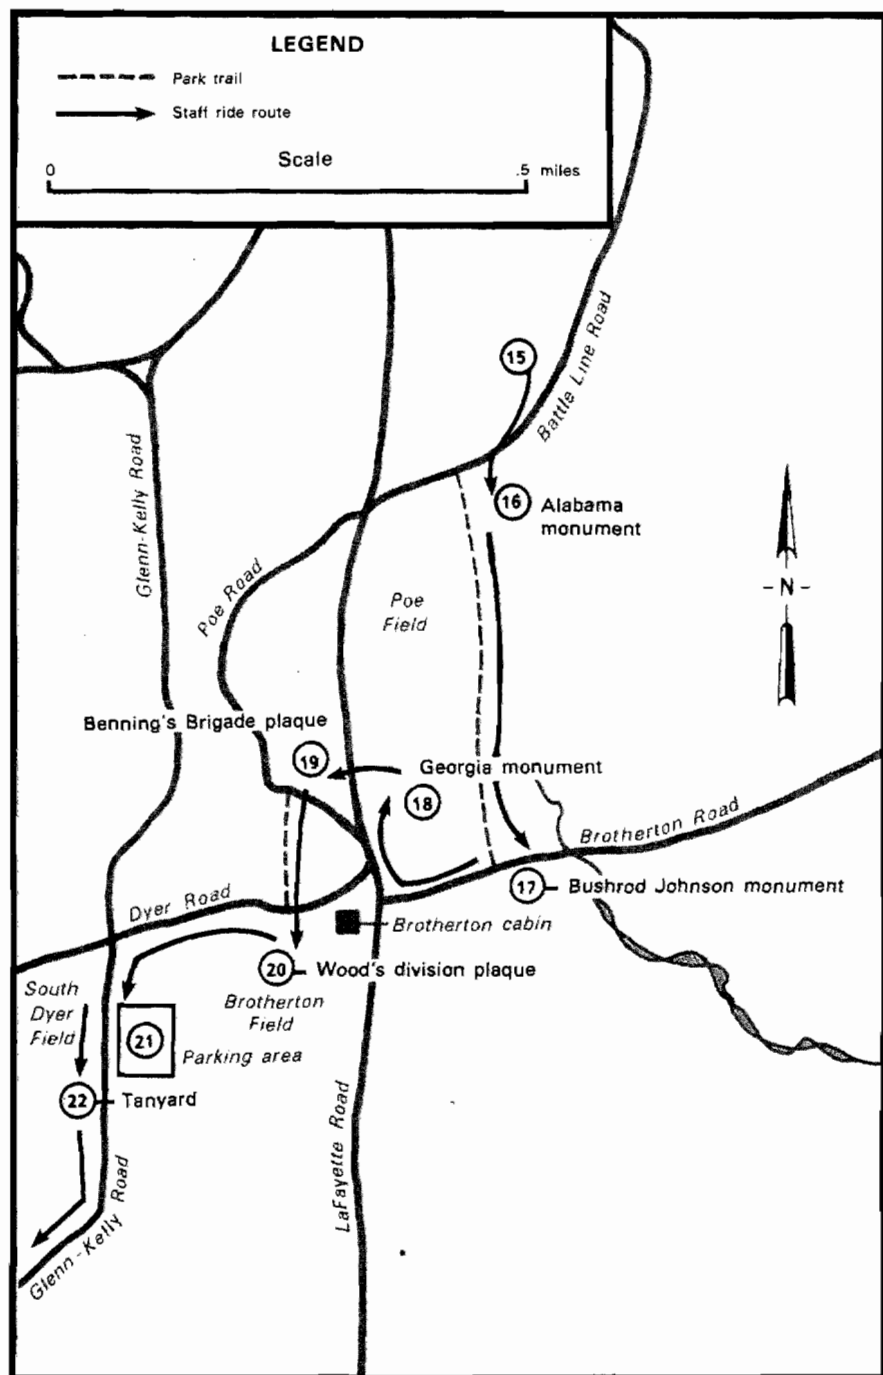 LEGEND
Park trail
Staff ride route
Scale
0 .5 miles
15
Battle Line Road
16 Alabama
monument
Glenn-Kelly Road
Poe Road
Poe
Field
- N -
Benning's Brigade plaque
19
Georgia monument
18
Brotherton Road
17 Bushrod Johnson monument
Dyer Road
Brotherton cabin
20 Wood's division plaque
South
Dyer
Field
Brotherton
Field
21
Parking area
22 Tanyard
LaFayette Road
Glenn-Kelly Road